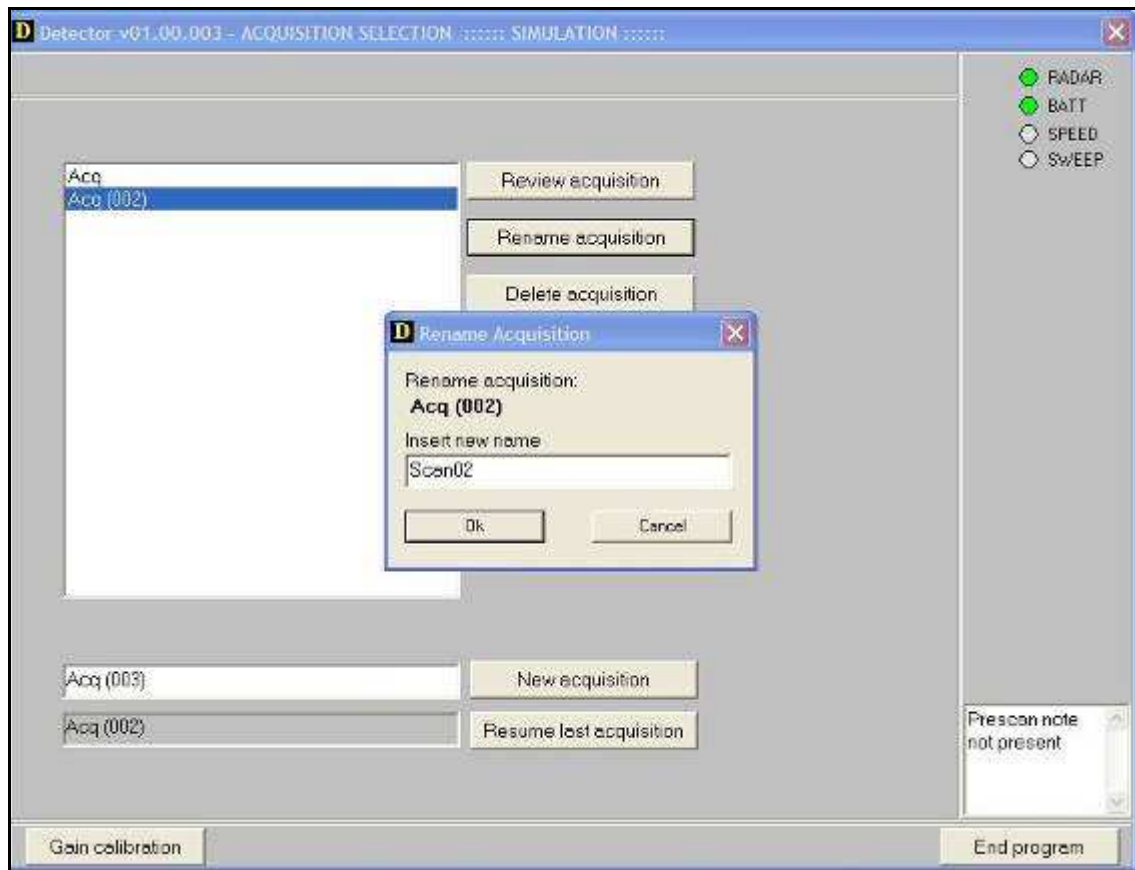 D Detector v01.00.003 - ACQUISITION SELECTION :::::: SIMULATION ::::::
RADAR
BATT
SPEED
SWEEP
Acq
Acq (002)
Review acquisition
Rename acquisition
Delete acquisition
D Rename Acquisition
Rename acquisition:
Acq (002)
Insert new name
Scan02
Ok
Cancel
Acq (003)
New acquisition
Acq (002)
Resume last acquisition
Prescan note
not present
Gain calibration
End program